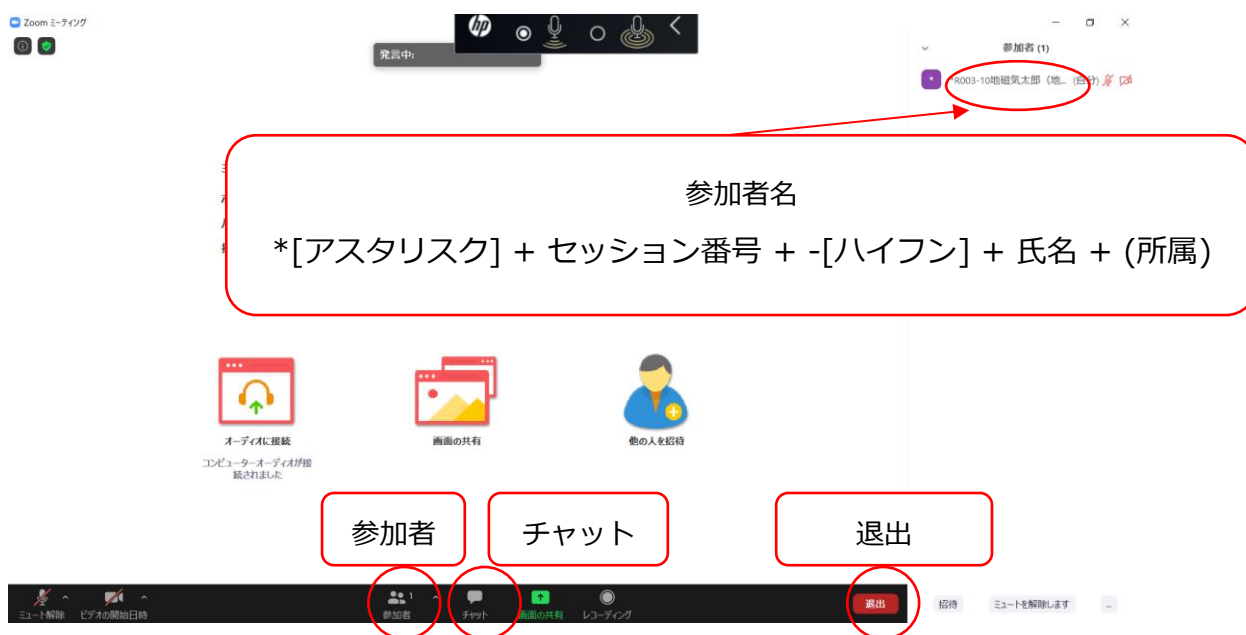 Zoom ミーティング
hp
発言中:
参加者 (1)
*R003-10地磁気太郎（地... (自分)
参加者名
*[アスタリスク] + セッション番号 + -[ハイフン] + 氏名 + (所属)
オーディオに接続
画面の共有
他の人を招待
コンピューターオーディオが接
続されました
参加者
チャット
退出
1
ミュート解除
ビデオの開始日時
参加者
チャット
画面の共有
レコーディング
退出
招待
ミュートを解除します
...